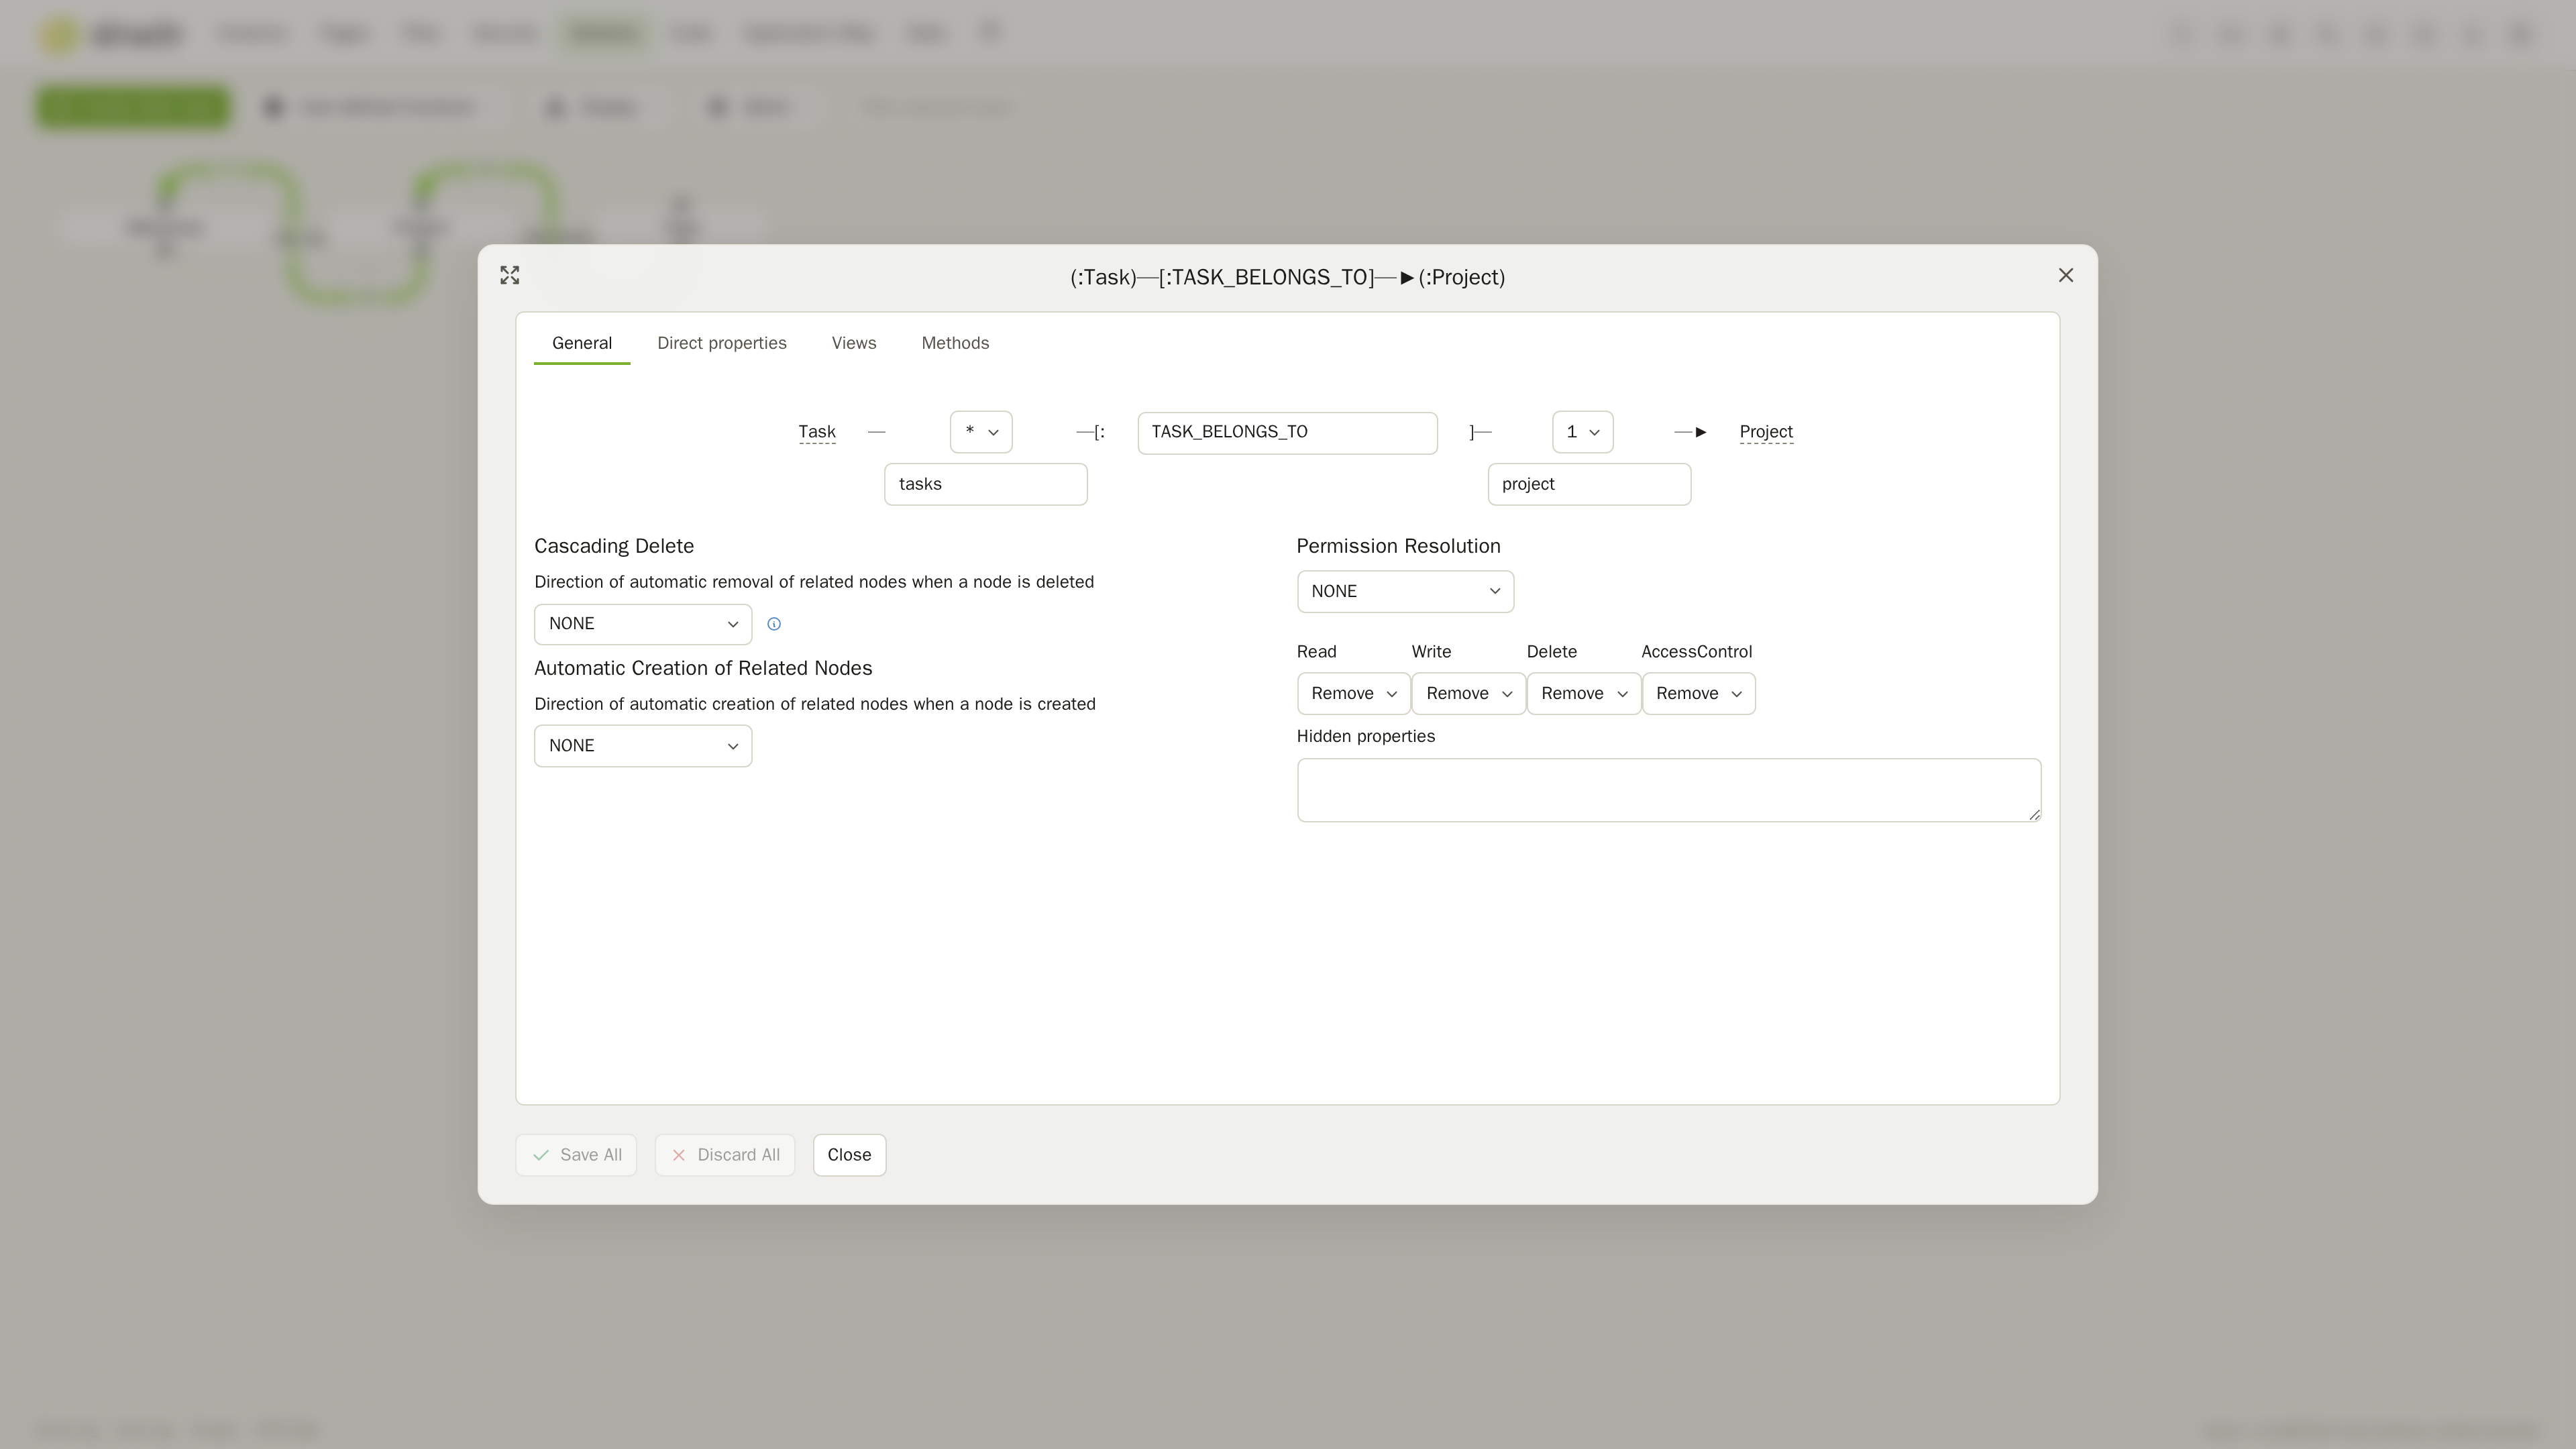 (:Task)—[:TASK_BELONGS_TO]—►(:Project)
General Direct properties Views Methods
Task — * —[: TASK_BELONGS_TO ]— 1 —► Project
tasks project
Cascading Delete
Direction of automatic removal of related nodes when a node is deleted
NONE
Automatic Creation of Related Nodes
Direction of automatic creation of related nodes when a node is created
NONE
Permission Resolution
NONE
Read Write Delete AccessControl
Remove Remove Remove Remove
Hidden properties
Save All Discard All Close